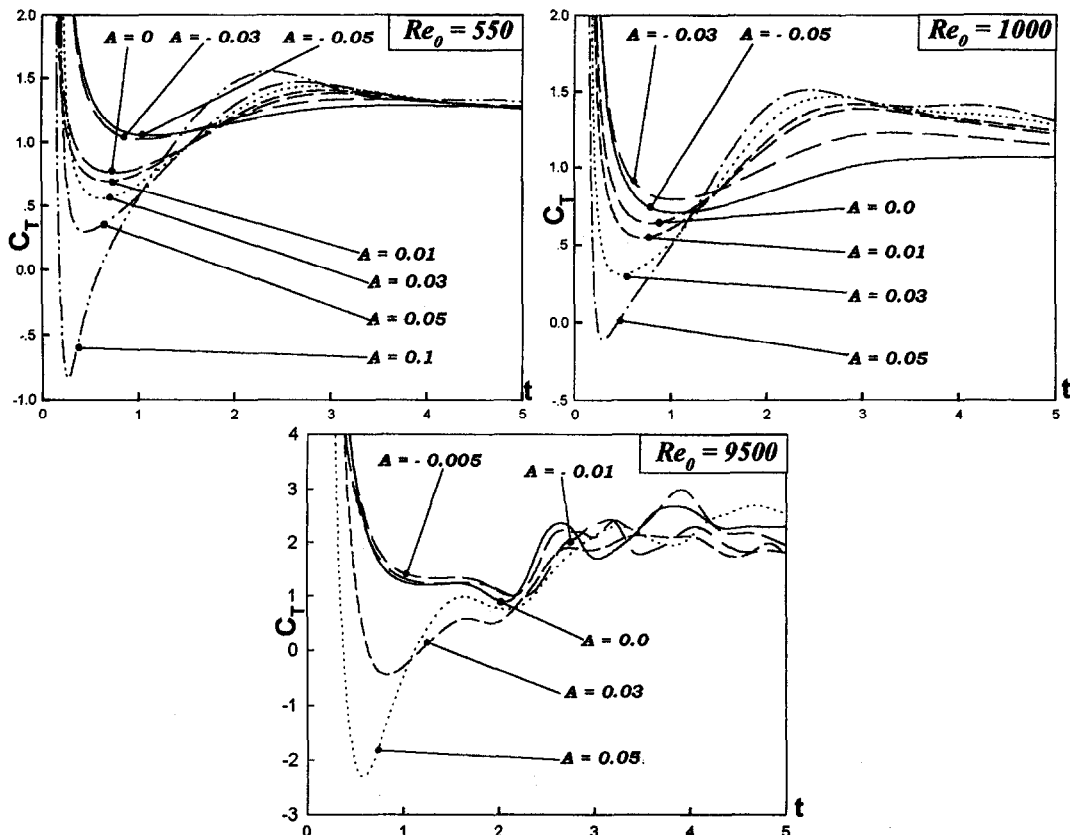 2.0
A = 0 A = - 0.03 A = - 0.05 Re0 = 550
1.5
1.0
.5
CT
0.0
-.5
-1.0
A = 0.01
A = 0.03
A = 0.05
A = 0.1
0 1 2 3 4 5
t
2.0
A = - 0.03 A = - 0.05 Re0 = 1000
1.5
1.0
CT
.5
0.0
-.5
A = 0.0
A = 0.01
A = 0.03
A = 0.05
0 1 2 3 4 5
t
4
A = - 0.005 A = - 0.01 Re0 = 9500
3
2
1
CT
0
-1
-2
-3
A = 0.0
A = 0.03
A = 0.05
0 1 2 3 4 5
t